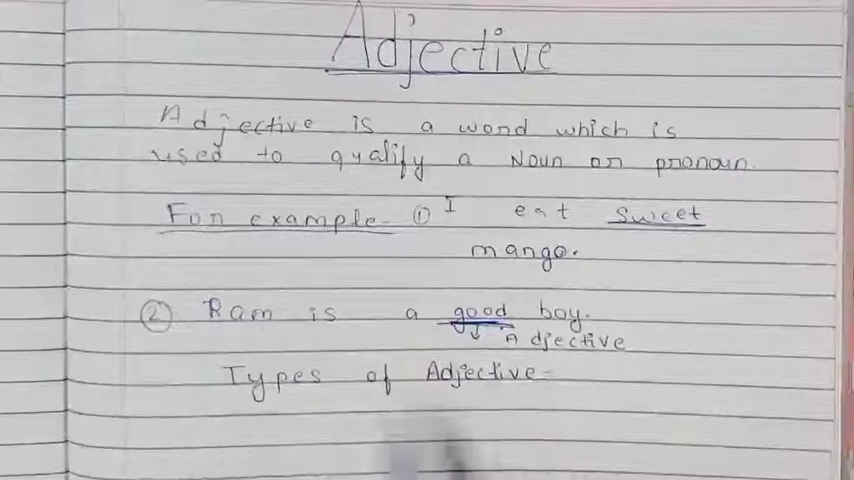 Adjective
Adjective is a word which is
used to qualify a Noun or pronoun.
For example- ① I eat sweet
mango.
② Ram is a good boy.
↓ Adjective
Types of Adjective-